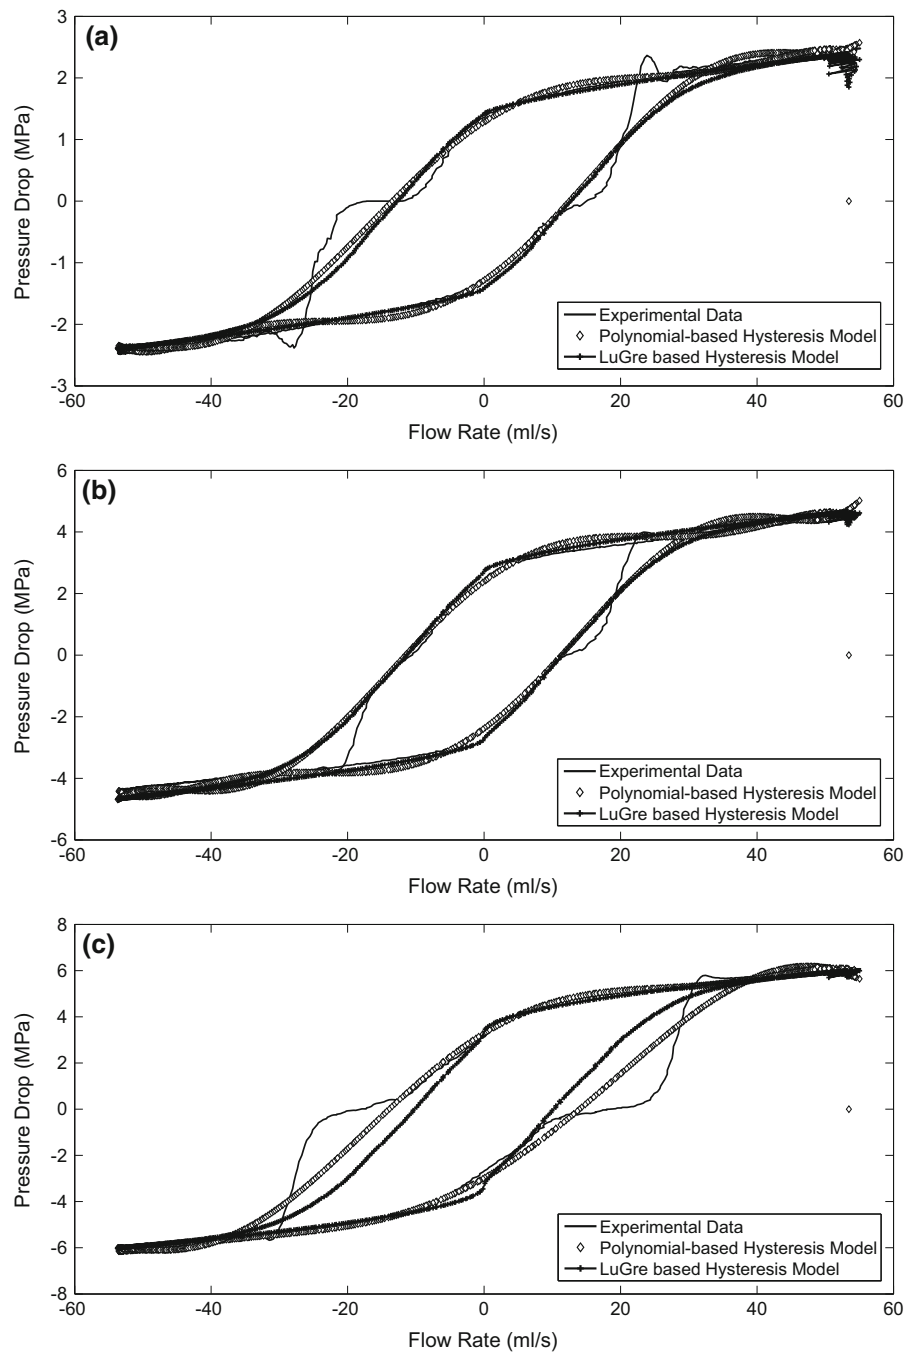 (a)
3
2
1
0
-1
-2
-3
Pressure Drop (MPa)
Experimental Data
Polynomial-based Hysteresis Model
LuGre based Hysteresis Model
-60 -40 -20 0 20 40 60
Flow Rate (ml/s)
(b)
6
4
2
0
-2
-4
-6
Pressure Drop (MPa)
Experimental Data
Polynomial-based Hysteresis Model
LuGre based Hysteresis Model
-60 -40 -20 0 20 40 60
Flow Rate (ml/s)
(c)
8
6
4
2
0
-2
-4
-6
-8
Pressure Drop (MPa)
Experimental Data
Polynomial-based Hysteresis Model
LuGre based Hysteresis Model
-60 -40 -20 0 20 40 60
Flow Rate (ml/s)